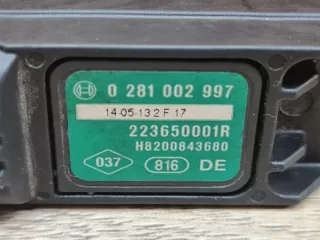 0 281 002 997
14-05-13 2 F 17
223650001R
H8200843680
037 816 DE